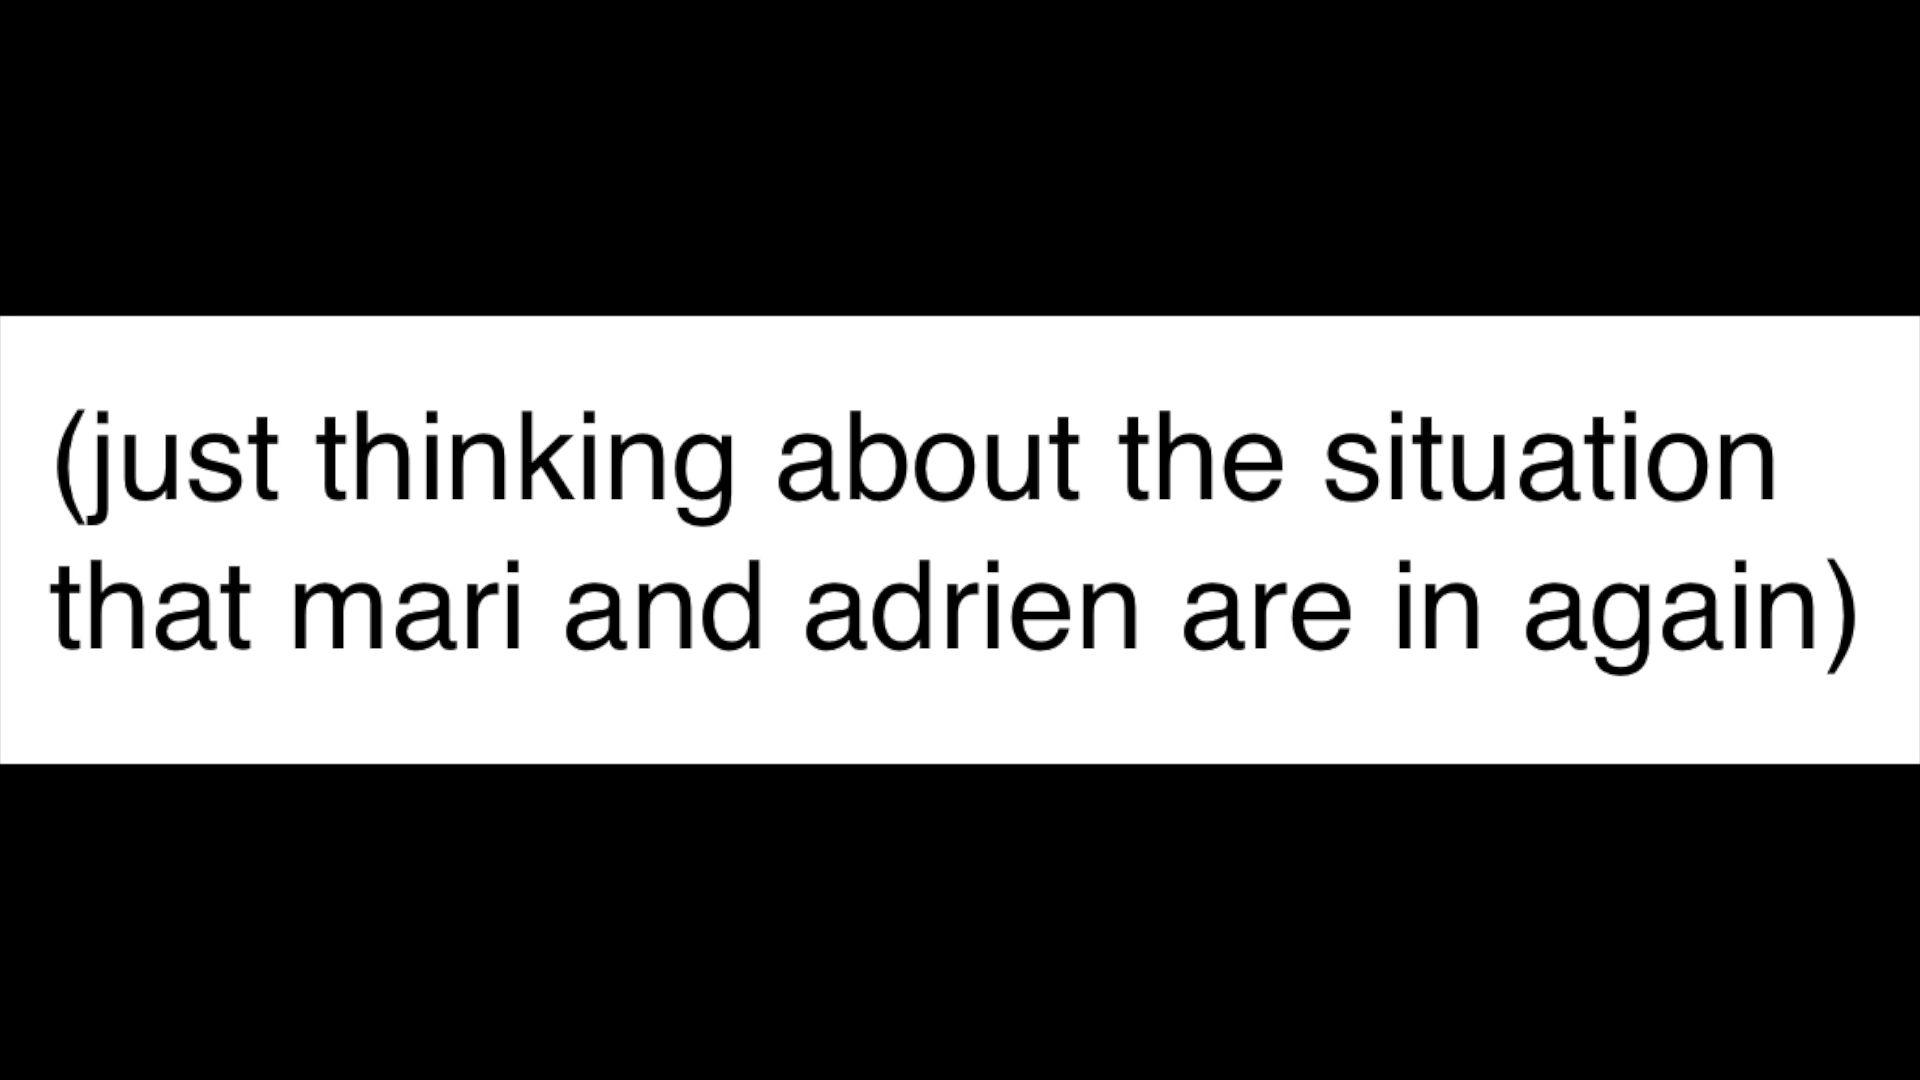 (just thinking about the situation
that mari and adrien are in again)